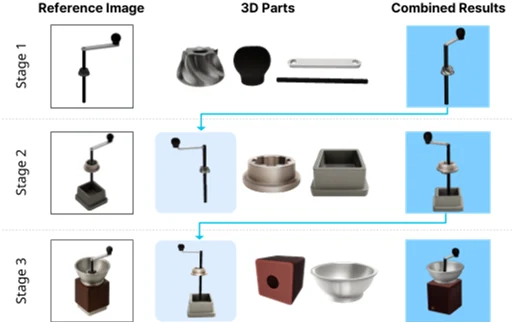 Reference Image
3D Parts
Combined Results
Stage 1
Stage 2
Stage 3